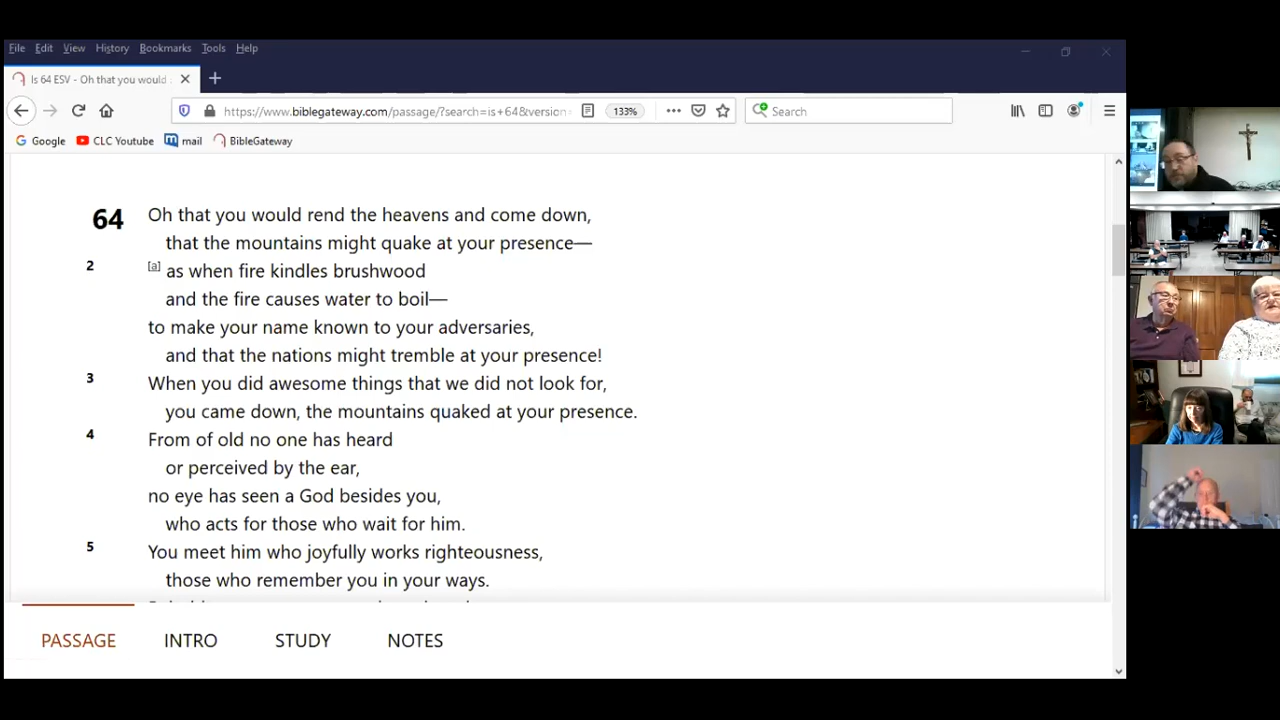 File Edit View History Bookmarks Tools Help
Is 64 ESV - Oh that you would
https://www.biblegateway.com/passage/?search=is+64&version
133%
Search
Google CLC Youtube mail BibleGateway
64 Oh that you would rend the heavens and come down,
that the mountains might quake at your presence—
2 [a] as when fire kindles brushwood
and the fire causes water to boil—
to make your name known to your adversaries,
and that the nations might tremble at your presence!
3 When you did awesome things that we did not look for,
you came down, the mountains quaked at your presence.
4 From of old no one has heard
or perceived by the ear,
no eye has seen a God besides you,
who acts for those who wait for him.
5 You meet him who joyfully works righteousness,
those who remember you in your ways.
PASSAGE INTRO STUDY NOTES